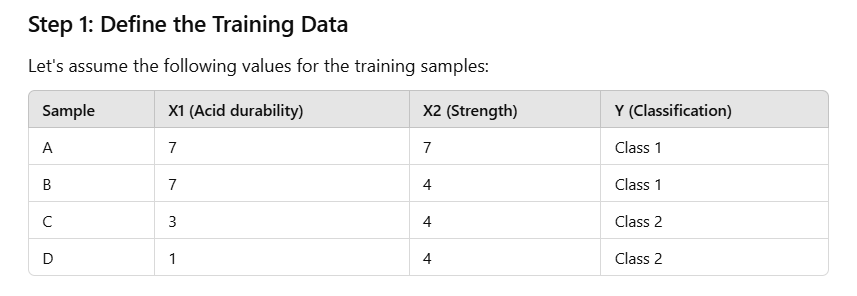 Step 1: Define the Training Data
Let's assume the following values for the training samples:
Sample X1 (Acid durability) X2 (Strength) Y (Classification)
A 7 7 Class 1
B 7 4 Class 1
C 3 4 Class 2
D 1 4 Class 2